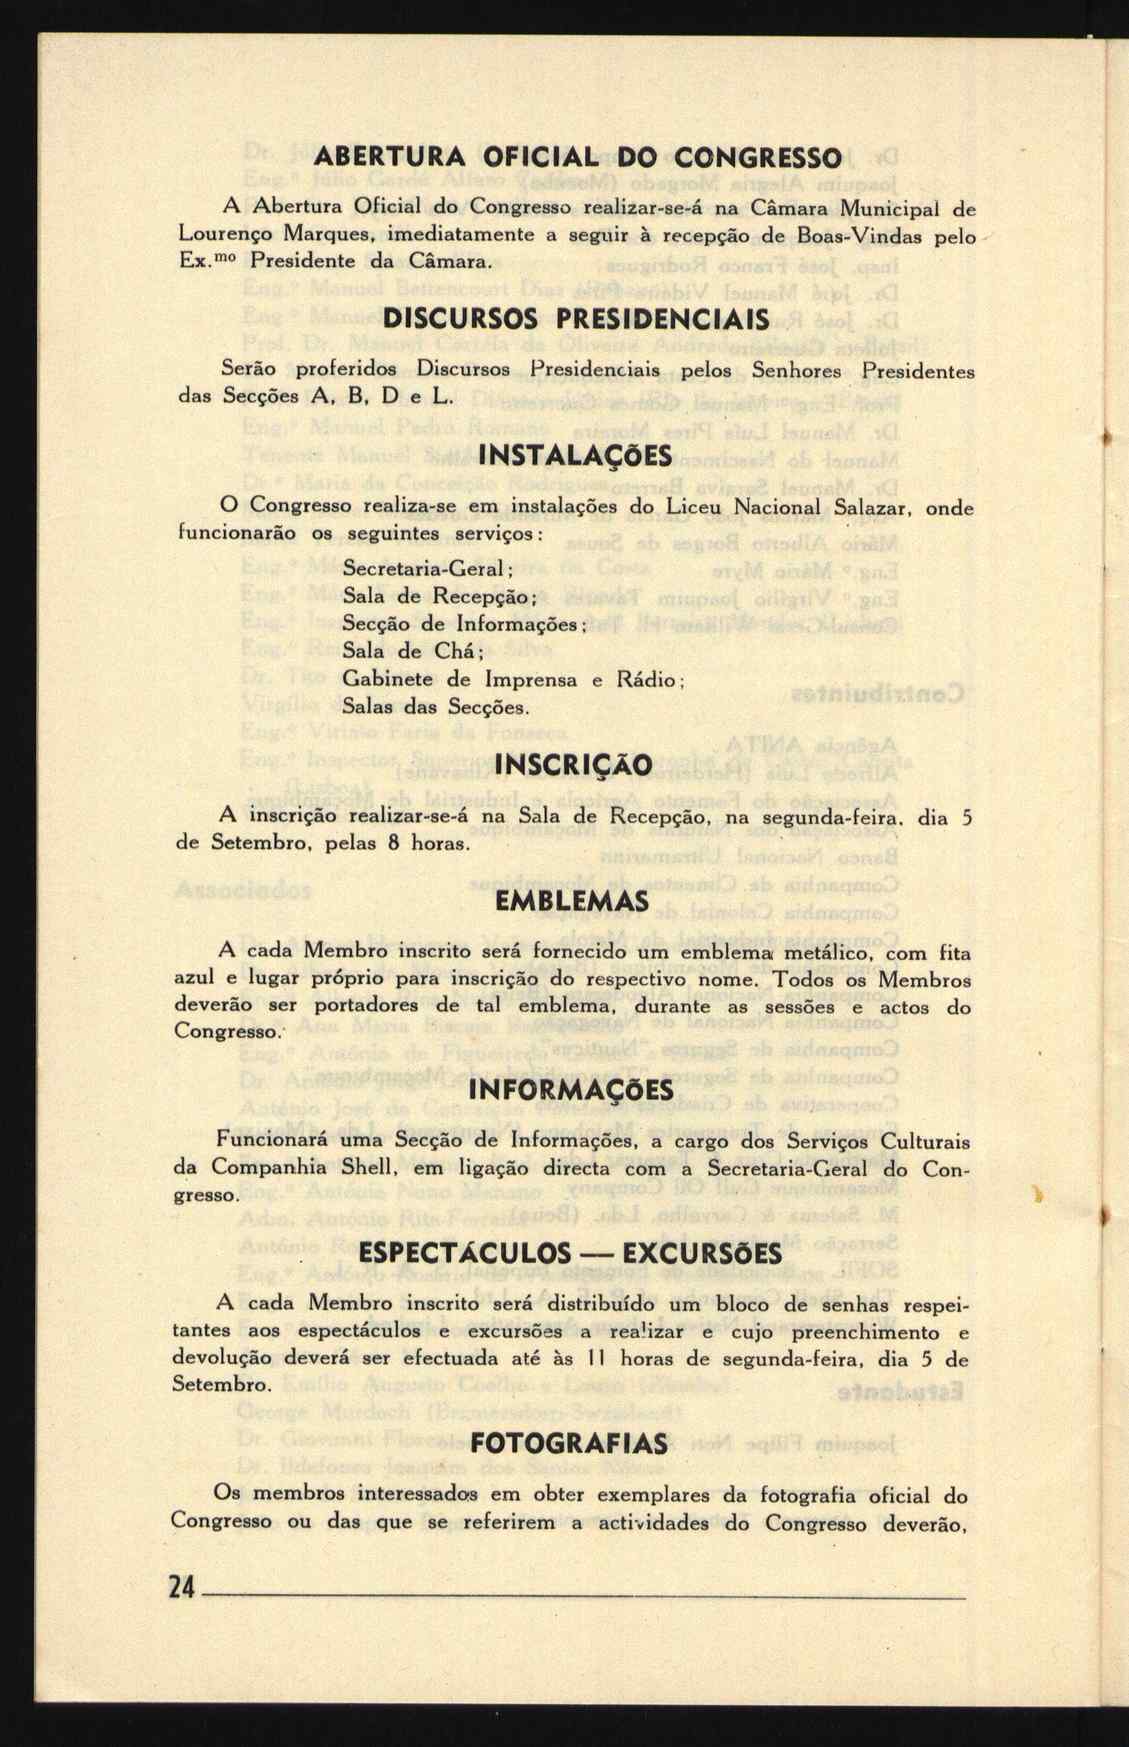 ABERTURA OFICIAL DO CONGRESSO
A Abertura Oficial do Congresso realizar-se-á na Câmara Municipal de
Lourenço Marques, imediatamente a seguir à recepção de Boas-Vindas pelo
Ex.mo Presidente da Câmara.
DISCURSOS PRESIDENCIAIS
Serão proferidos Discursos Presidenciais pelos Senhores Presidentes
das Secções A, B, D e L.
INSTALAÇÕES
O Congresso realiza-se em instalações do Liceu Nacional Salazar, onde
funcionarão os seguintes serviços:
Secretaria-Geral;
Sala de Recepção;
Secção de Informações;
Sala de Chá;
Gabinete de Imprensa e Rádio;
Salas das Secções.
INSCRIÇÃO
A inscrição realizar-se-á na Sala de Recepção, na segunda-feira. dia 5
de Setembro, pelas 8 horas.
EMBLEMAS
A cada Membro inscrito será fornecido um emblema metálico, com fita
azul e lugar próprio para inscrição do respectivo nome. Todos os Membros
deverão ser portadores de tal emblema, durante as sessões e actos do
Congresso.
INFORMAÇÕES
Funcionará uma Secção de Informações, a cargo dos Serviços Culturais
da Companhia Shell, em ligação directa com a Secretaria-Geral do Con-
gresso.
ESPECTÁCULOS — EXCURSÕES
A cada Membro inscrito será distribuído um bloco de senhas respei-
tantes aos espectáculos e excursões a realizar e cujo preenchimento e
devolução deverá ser efectuada até às 11 horas de segunda-feira, dia 5 de
Setembro.
FOTOGRAFIAS
Os membros interessados em obter exemplares da fotografia oficial do
Congresso ou das que se referirem a actividades do Congresso deverão,
24